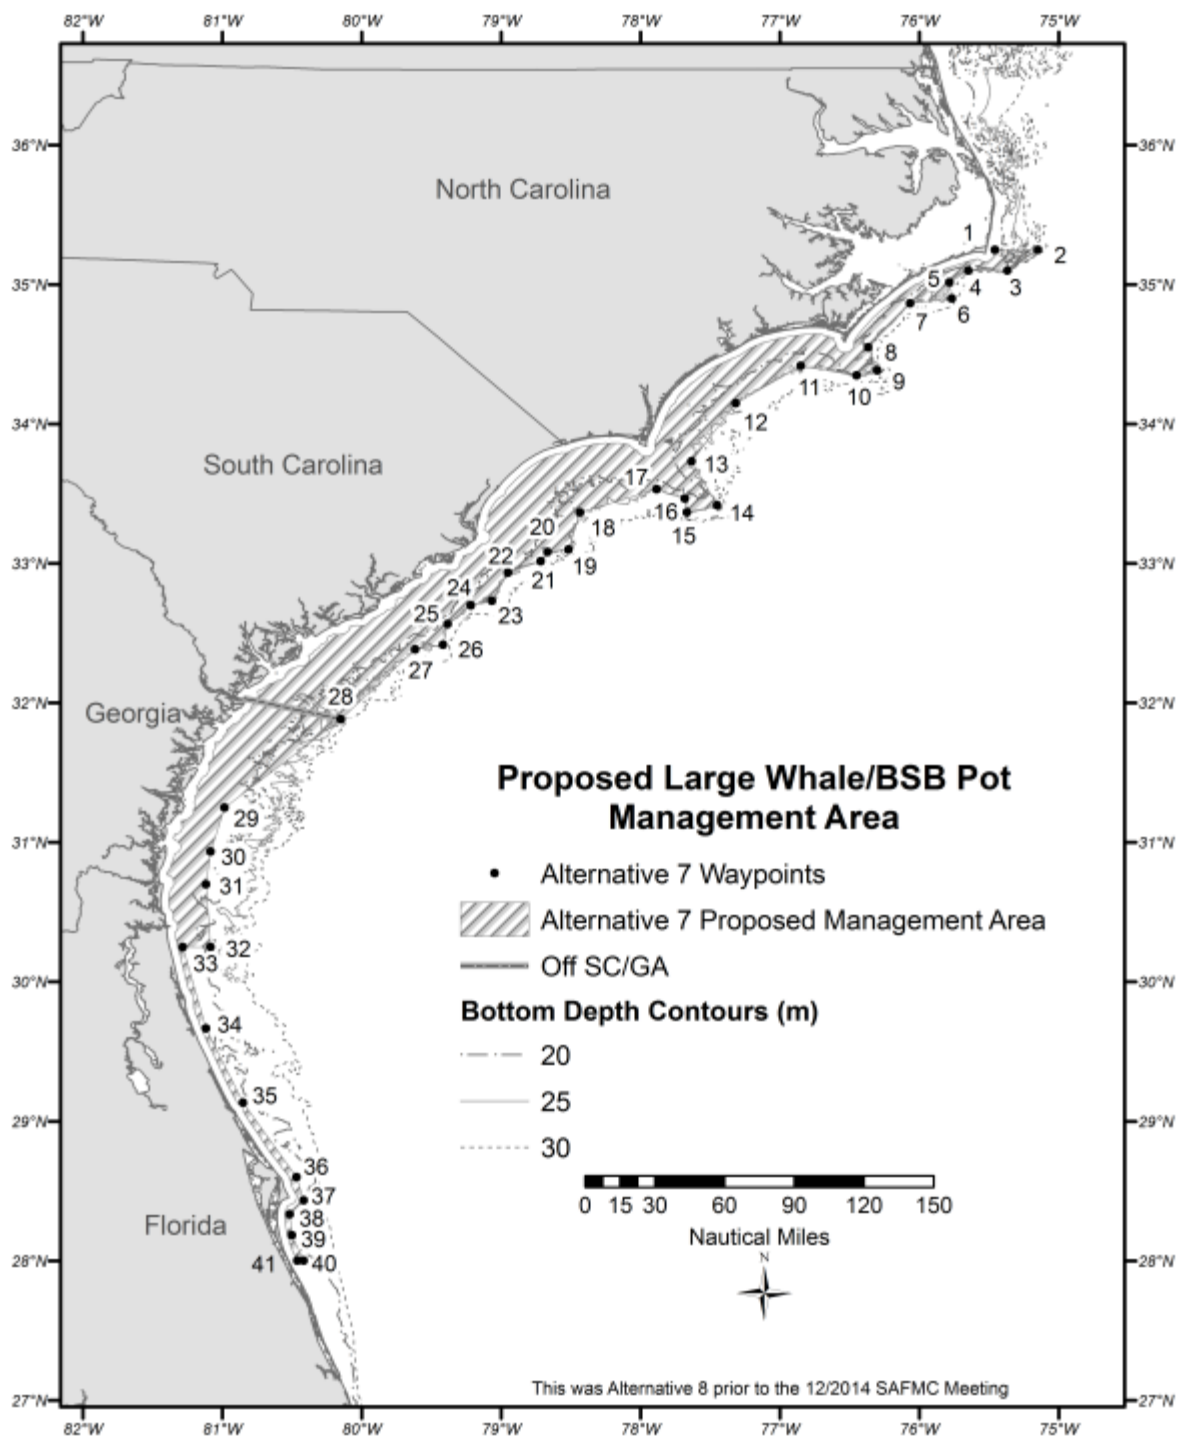 82°W 81°W 80°W 79°W 78°W 77°W 76°W 75°W
36°N 36°N
North Carolina
1
2
35°N 5 4 3 35°N
6
7
8
9
10
11
34°N 12 34°N
South Carolina
13
17
16 14
15
20 18
33°N 22 19 33°N
21
24
23
25
26
27
32°N 28 32°N
Georgia
Proposed Large Whale/BSB Pot
Management Area
29
31°N 30 31°N
31
Alternative 7 Waypoints
Alternative 7 Proposed Management Area
Off SC/GA
33 32
30°N 30°N
Bottom Depth Contours (m)
34
20
35
25
29°N 29°N
30
36
37
38
Florida
39
0 15 30 60 90 120 150
Nautical Miles
28°N 41 40 28°N
N
This was Alternative 8 prior to the 12/2014 SAFMC Meeting
27°N 27°N
82°W 81°W 80°W 79°W 78°W 77°W 76°W 75°W